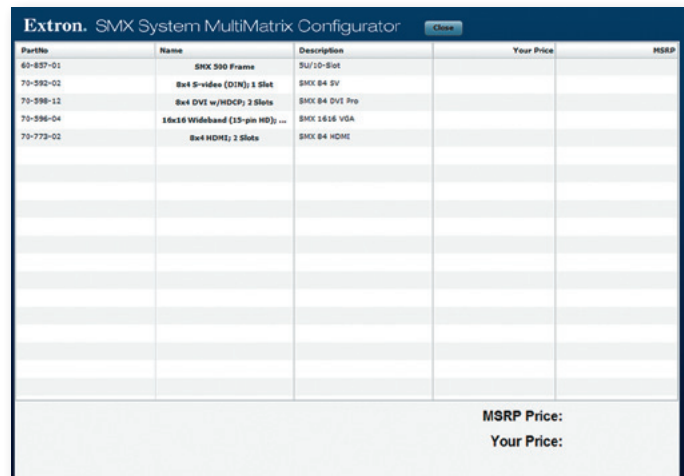 Extron. SMX System MultiMatrix Configurator Close
PartNo Name Description Your Price MSRP
60-857-01 SMX 500 Frame 5U/10-Slot
70-592-02 8x4 S-video (DIN); 1 Slot SMX 84 SV
70-598-12 8x4 DVI w/HDCP; 2 Slots SMX 84 DVI Pro
70-596-04 16x16 Wideband (15-pin HD); ... SMX 1616 VGA
70-773-02 8x4 HDMI; 2 Slots SMX 84 HDMI
MSRP Price:
Your Price: